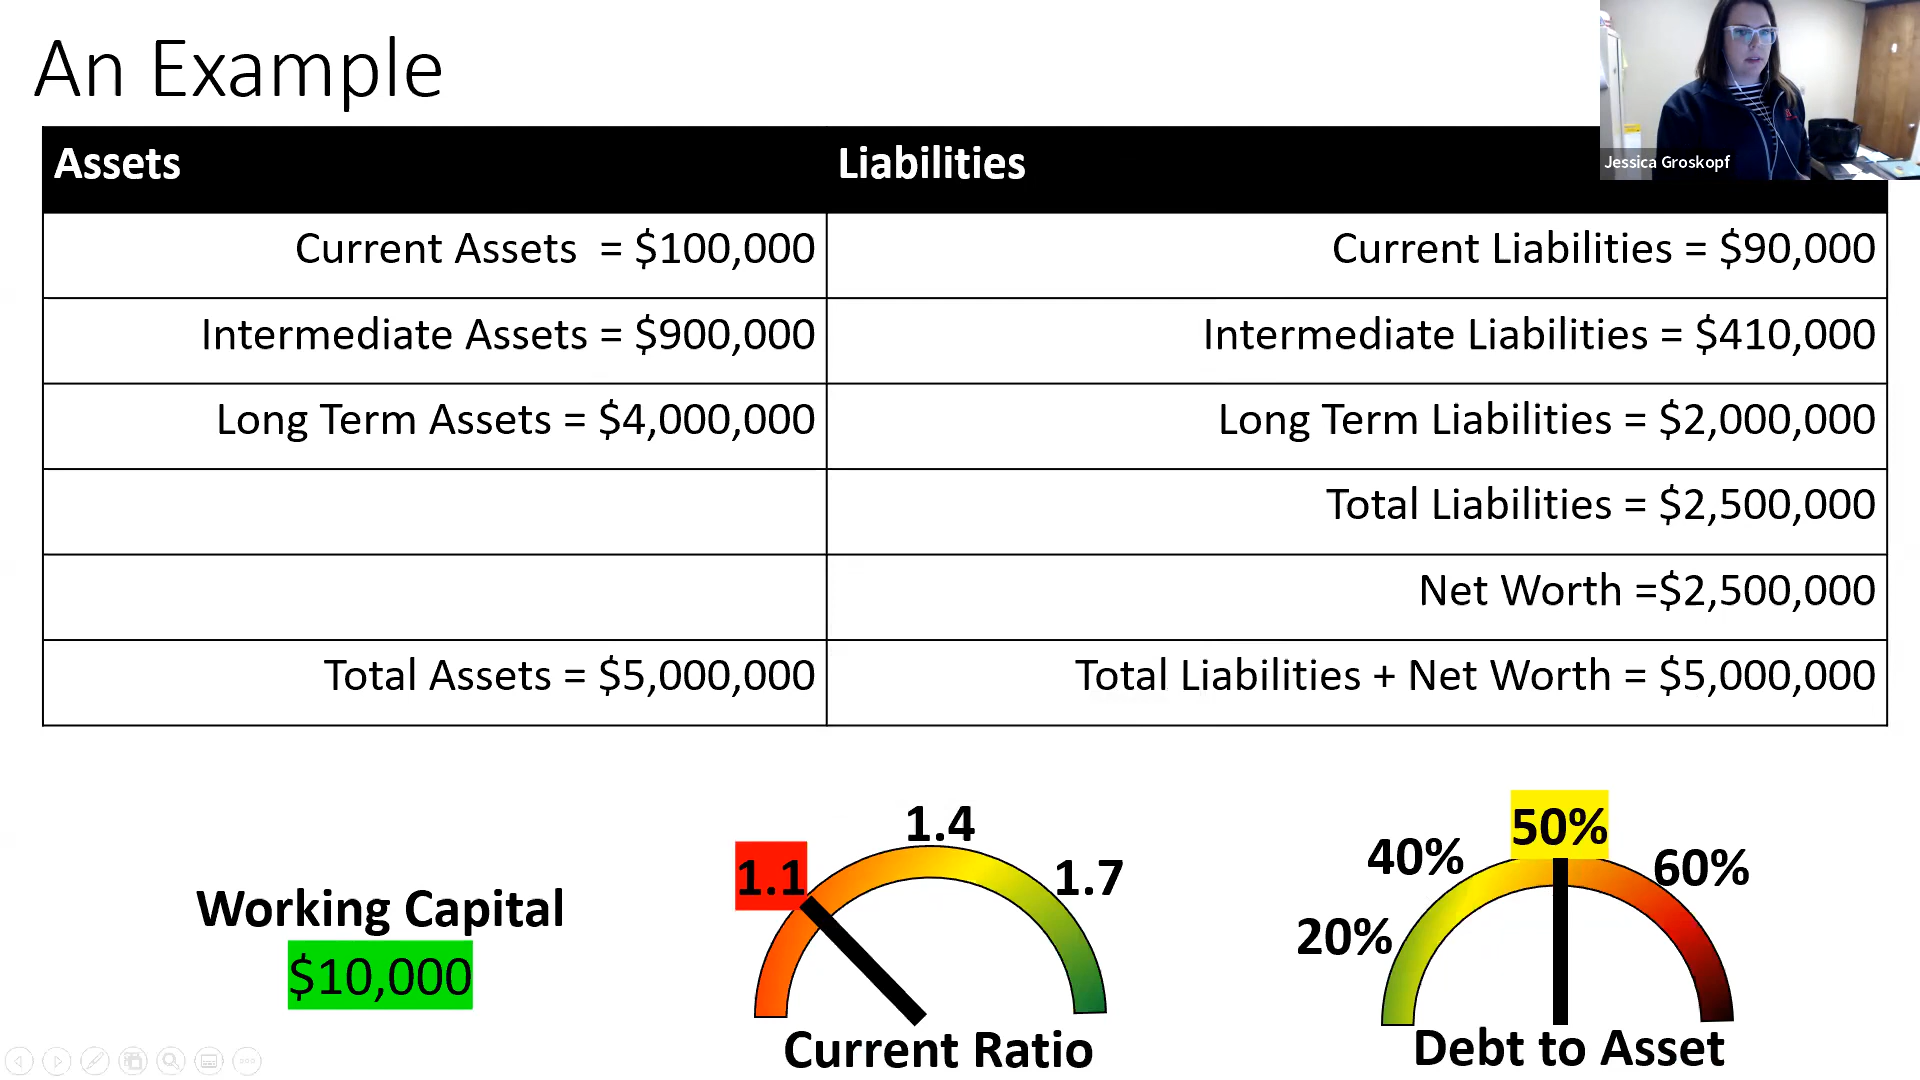 An Example
Jessica Groskopf
Assets
Liabilities
Current Assets  = $100,000
Current Liabilities = $90,000
Intermediate Assets = $900,000
Intermediate Liabilities = $410,000
Long Term Assets = $4,000,000
Long Term Liabilities = $2,000,000
Total Liabilities = $2,500,000
Net Worth =$2,500,000
Total Assets = $5,000,000
Total Liabilities + Net Worth = $5,000,000
Working Capital
$10,000
1.1
1.4
1.7
Current Ratio
20%
40%
50%
60%
Debt to Asset